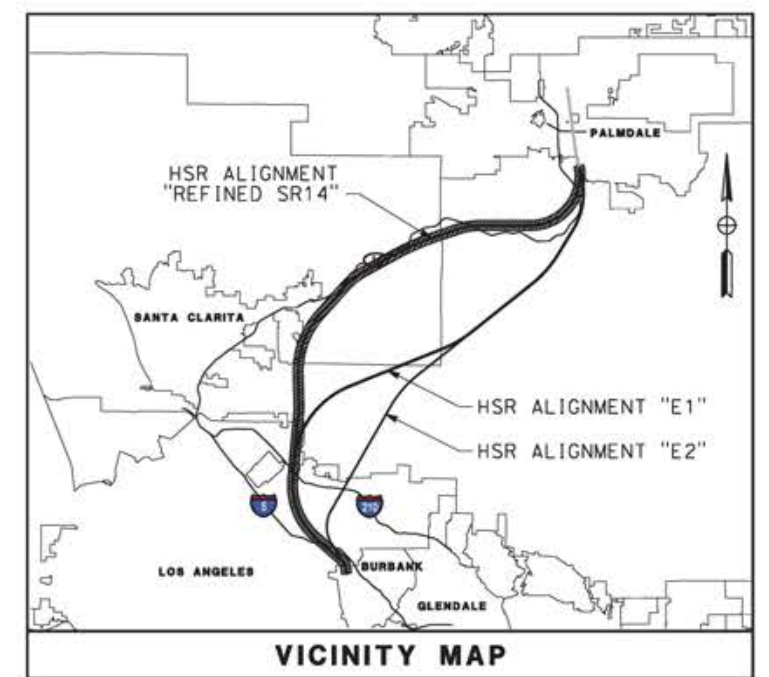 PALMDALE
HSR ALIGNMENT
"REFINED SR14"
SANTA CLARITA
HSR ALIGNMENT "E1"
HSR ALIGNMENT "E2"
5
210
LOS ANGELES
BURBANK
GLENDALE
VICINITY MAP